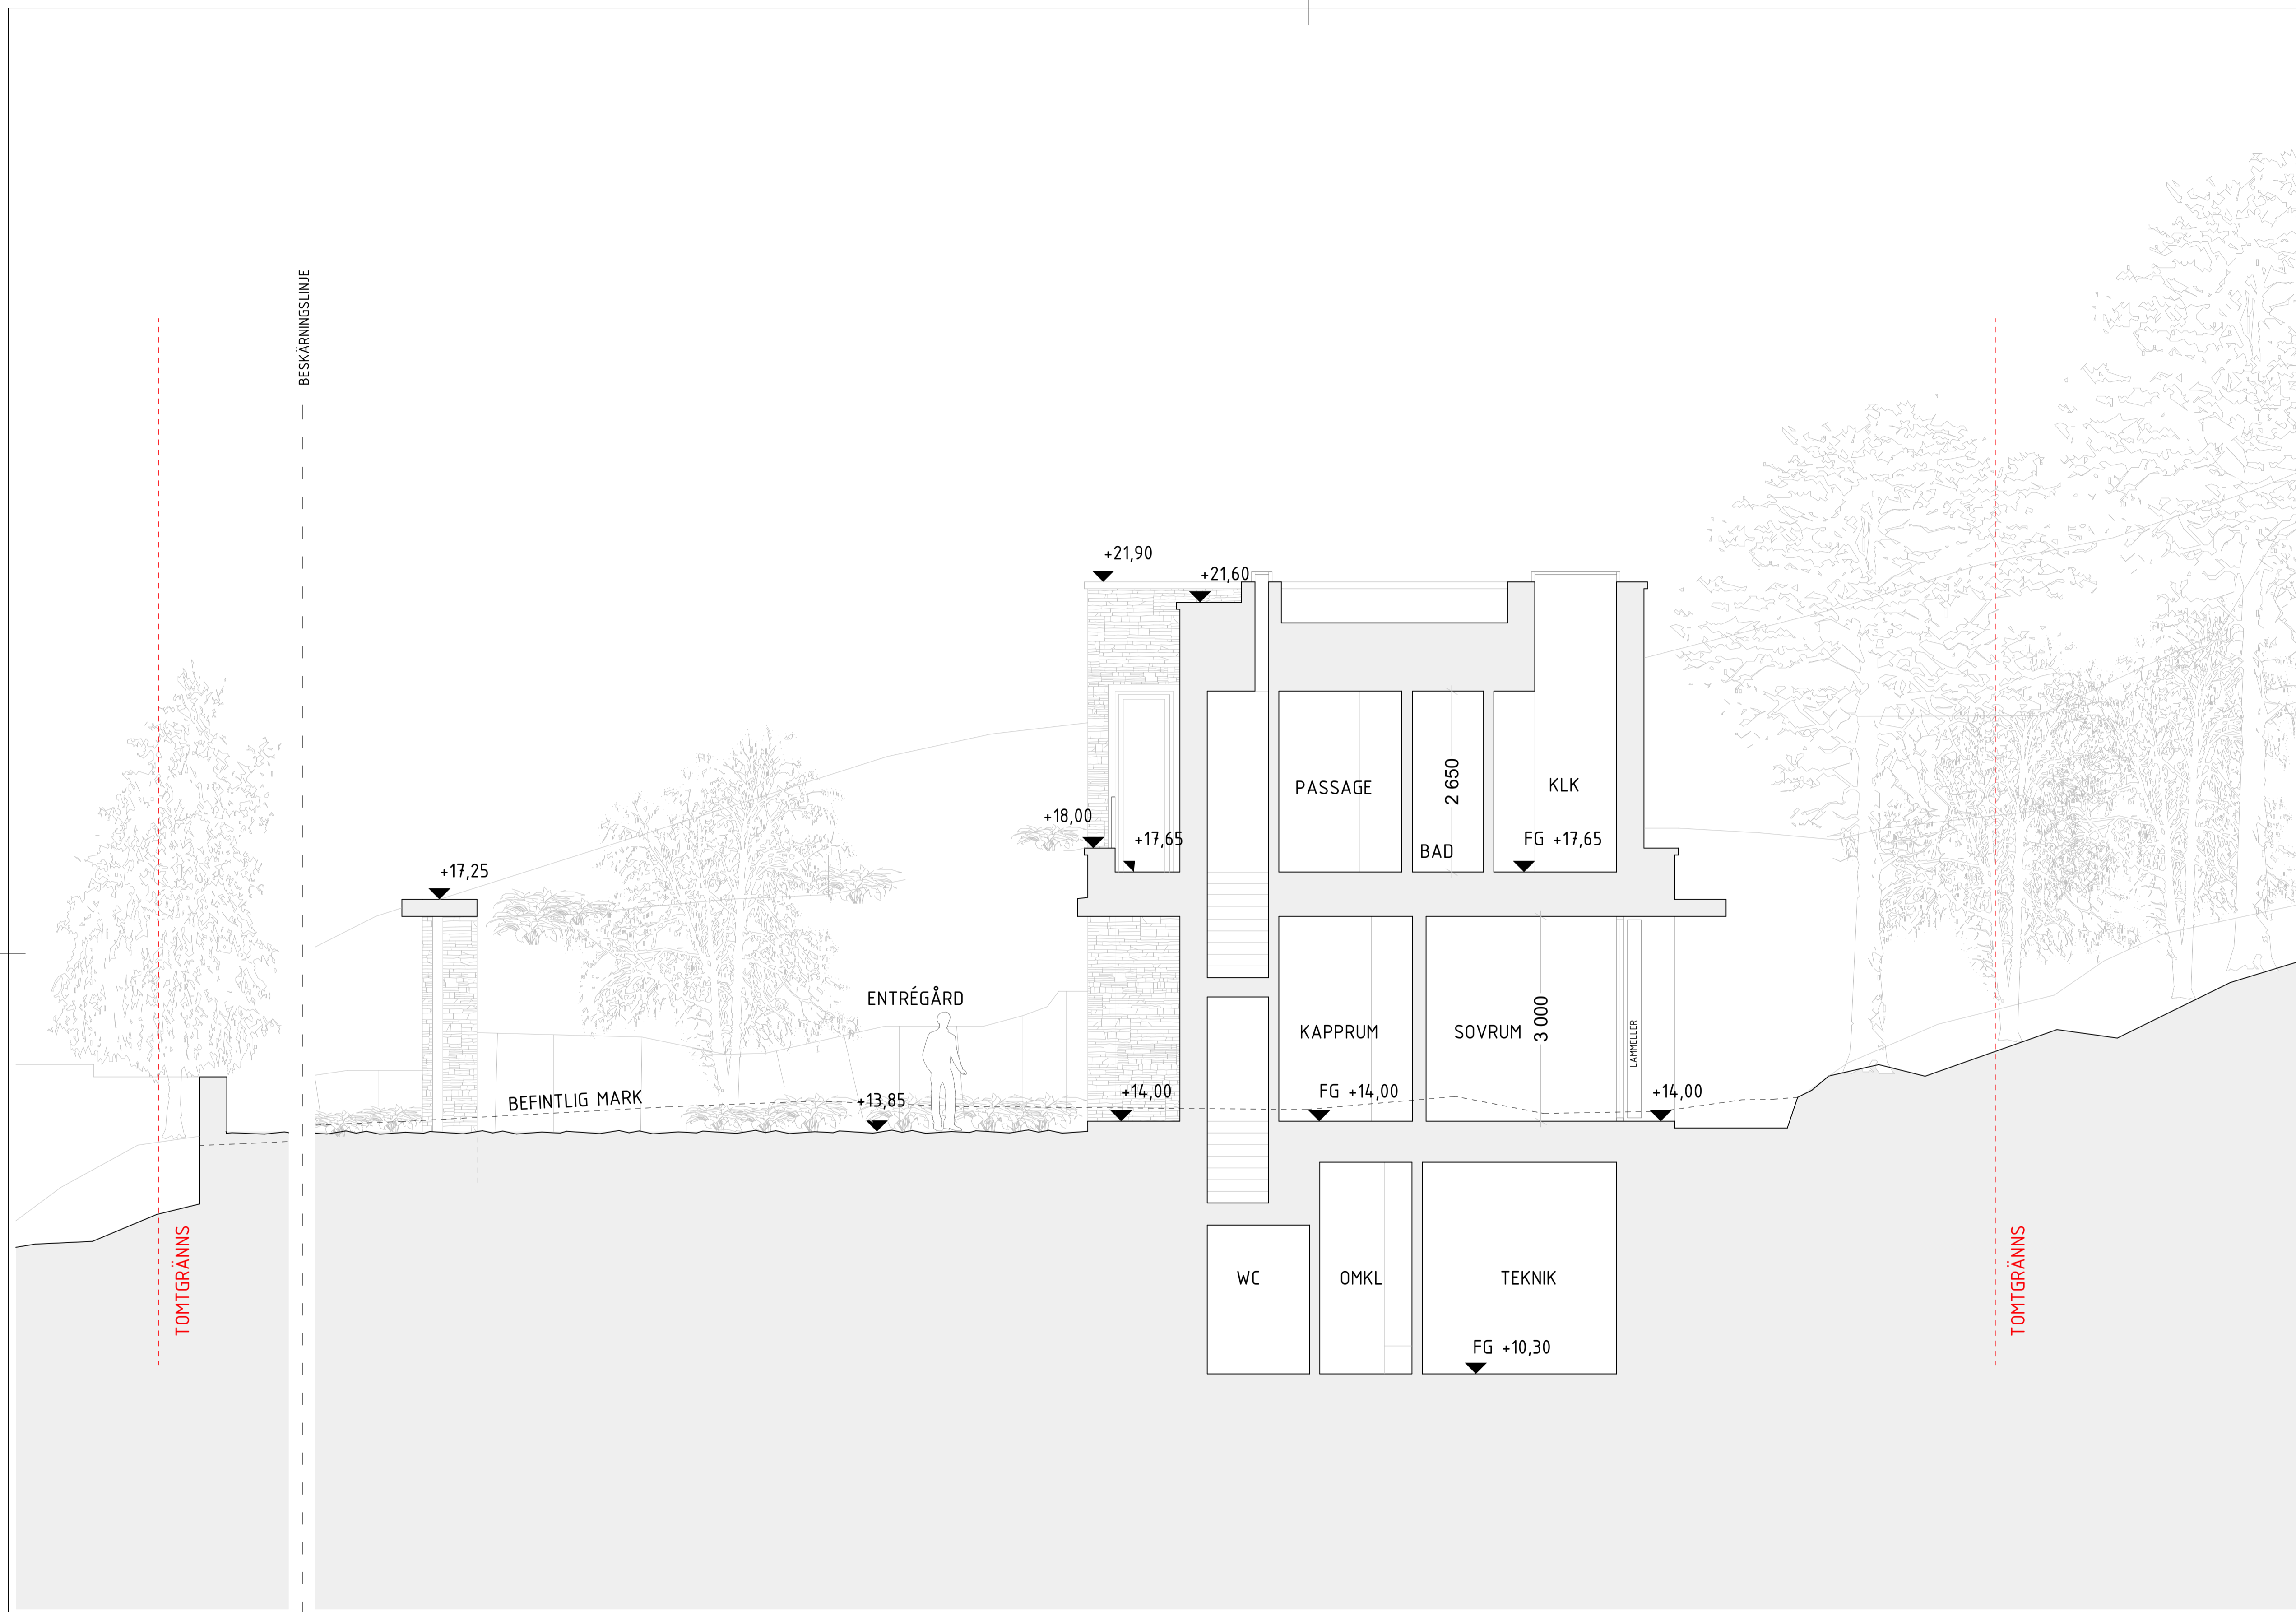 BESKÄRNINGSLINJE
+21,90
+21,60
PASSAGE
2 650
KLK
+18,00
+17,65
BAD
FG +17,65
+17,25
ENTRÉGÅRD
KAPPRUM
SOVRUM
3 000
LAMMELLER
BEFINTLIG MARK
+13,85
+14,00
FG +14,00
+14,00
TOMTGRÄNNS
WC
OMKL
TEKNIK
TOMTGRÄNNS
FG +10,30